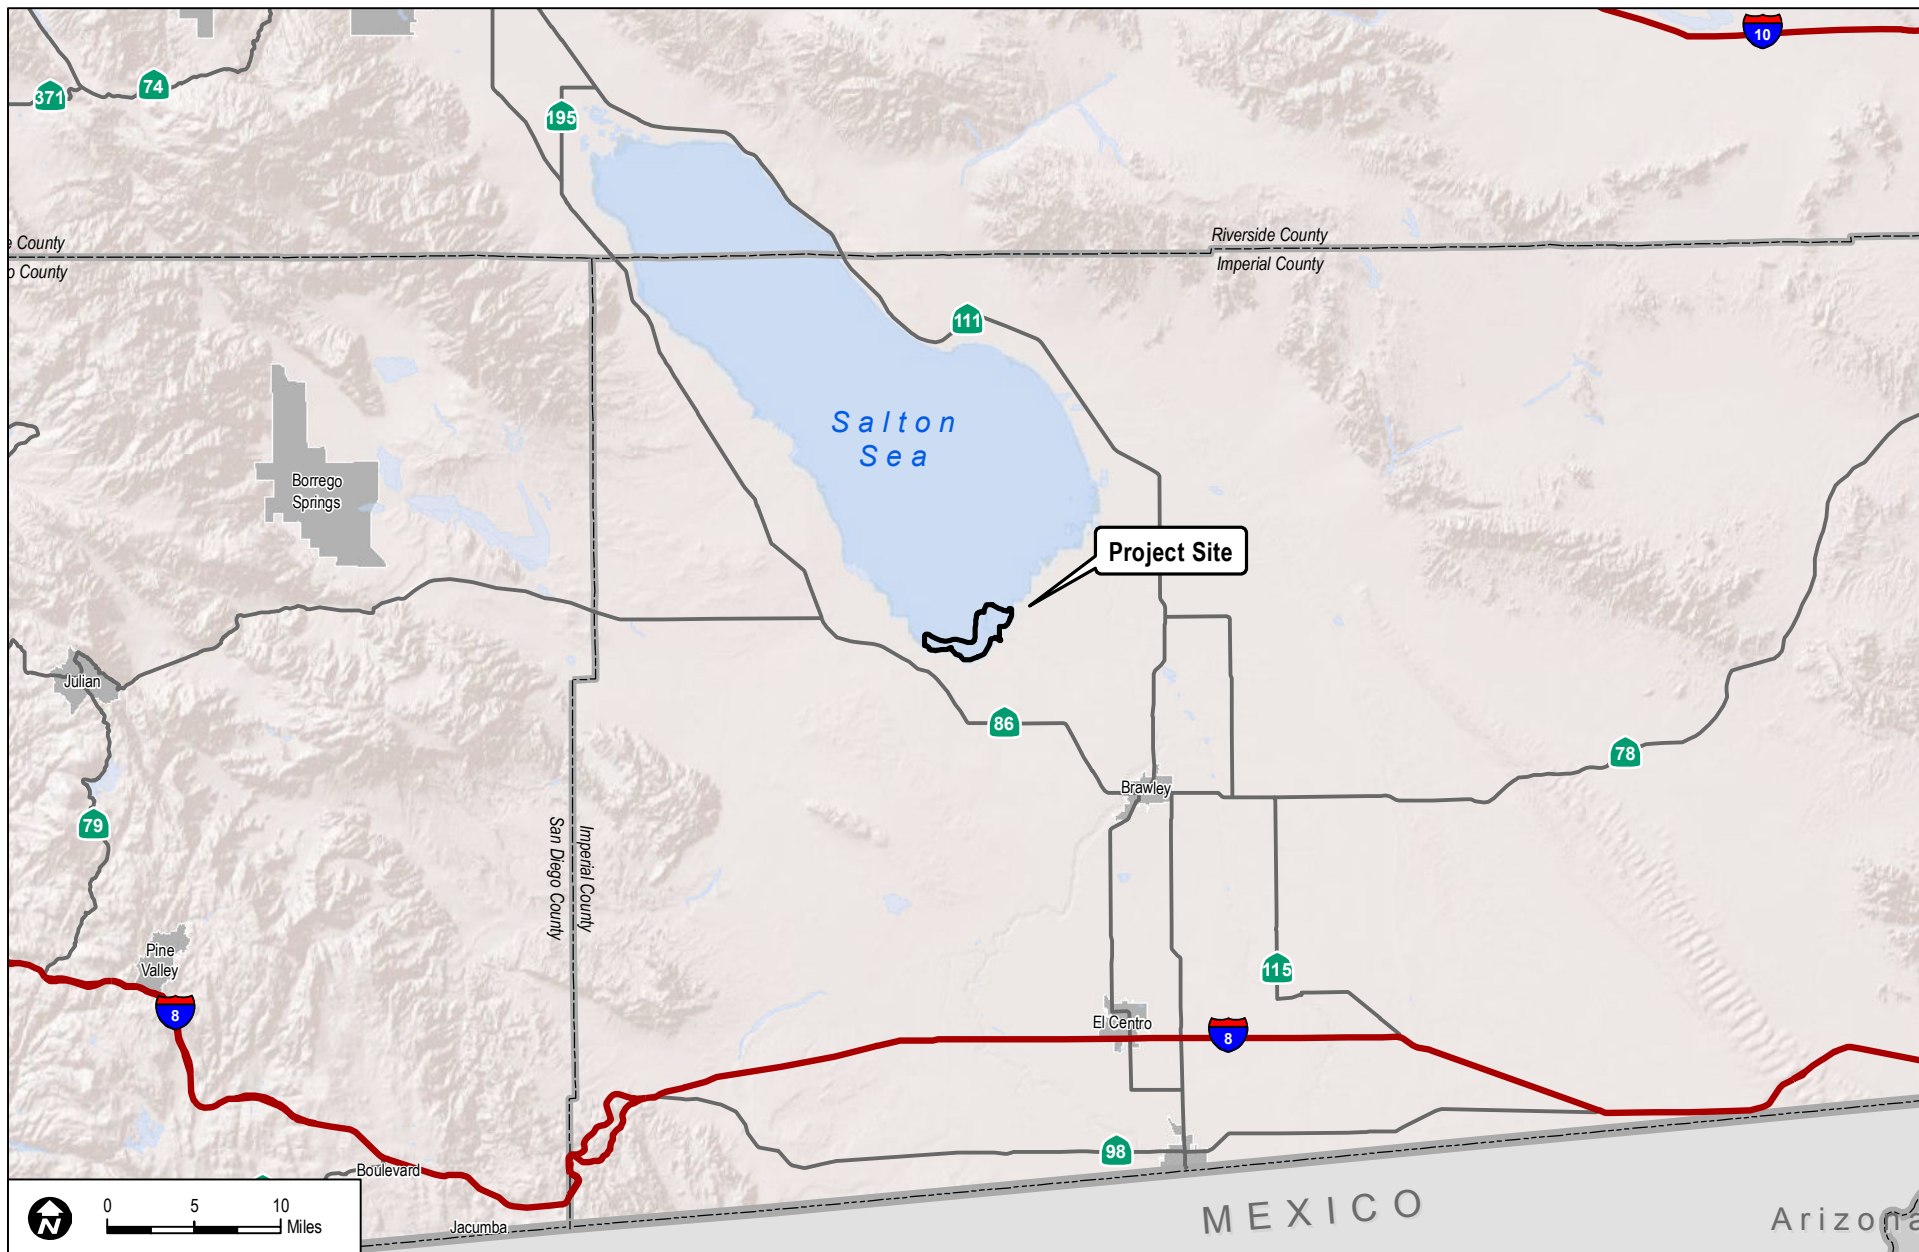 10
74
371
195
Riverside County
Imperial County
e County
o County
111
Salton
Sea
Borrego
Springs
Project Site
Julian
86
78
Brawley
79
Imperial County
San Diego County
Pine
Valley
115
8
El Centro
8
98
Boulevard
Jacumba
MEXICO
Arizona
N
0 5 10
Miles